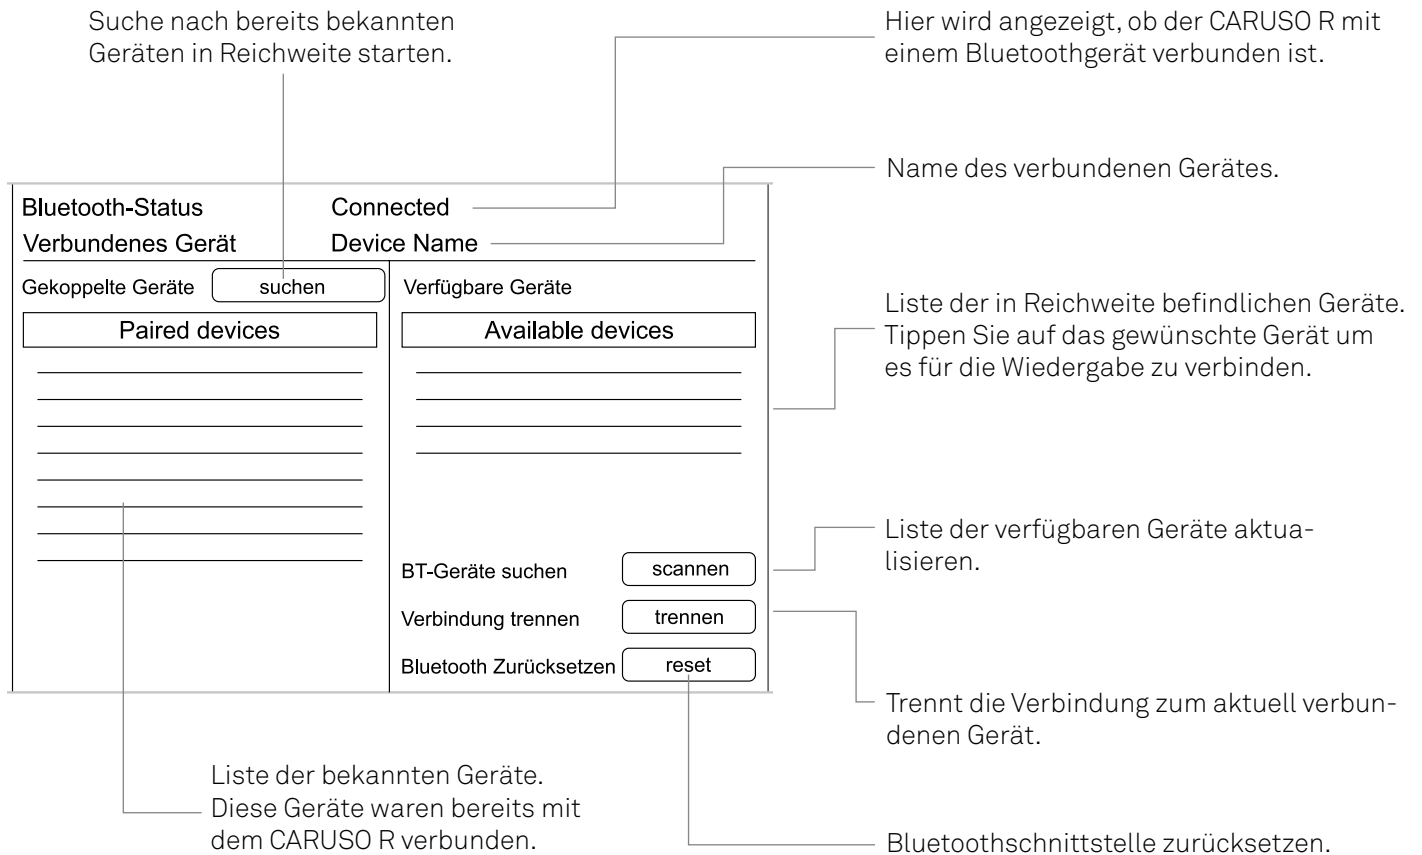 Suche nach bereits bekannten
Geräten in Reichweite starten.
Hier wird angezeigt, ob der CARUSO R mit
einem Bluetoothgerät verbunden ist.
Name des verbundenen Gerätes.
Bluetooth-Status Connected
Verbundenes Gerät Device Name
Gekoppelte Geräte suchen
Paired devices
Verfügbare Geräte
Available devices
Liste der in Reichweite befindlichen Geräte.
Tippen Sie auf das gewünschte Gerät um
es für die Wiedergabe zu verbinden.
BT-Geräte suchen scannen
Verbindung trennen trennen
Bluetooth Zurücksetzen reset
Liste der verfügbaren Geräte aktua-
lisieren.
Trennt die Verbindung zum aktuell verbun-
denen Gerät.
Liste der bekannten Geräte.
Diese Geräte waren bereits mit
dem CARUSO R verbunden.
Bluetoothschnittstelle zurücksetzen.